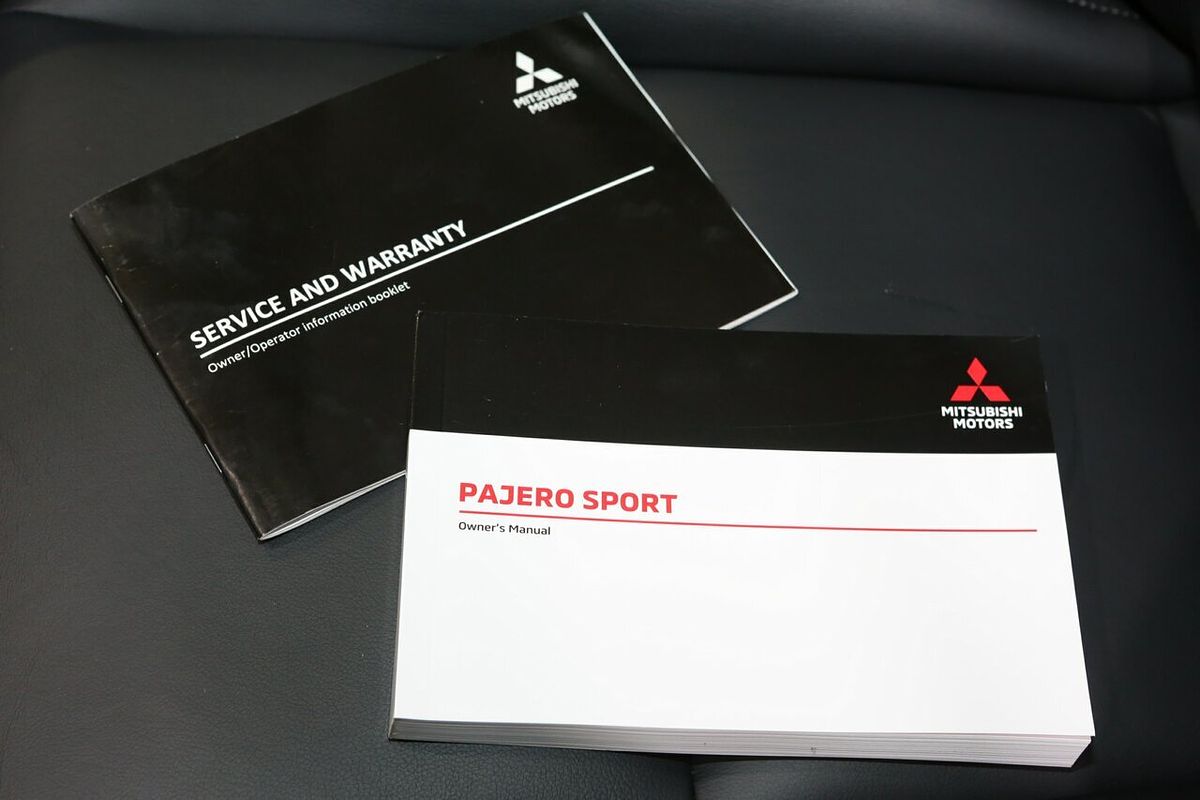 MITSUBISHI
MOTORS
SERVICE AND WARRANTY
Owner/Operator information booklet
MITSUBISHI
MOTORS
PAJERO SPORT
Owner's Manual